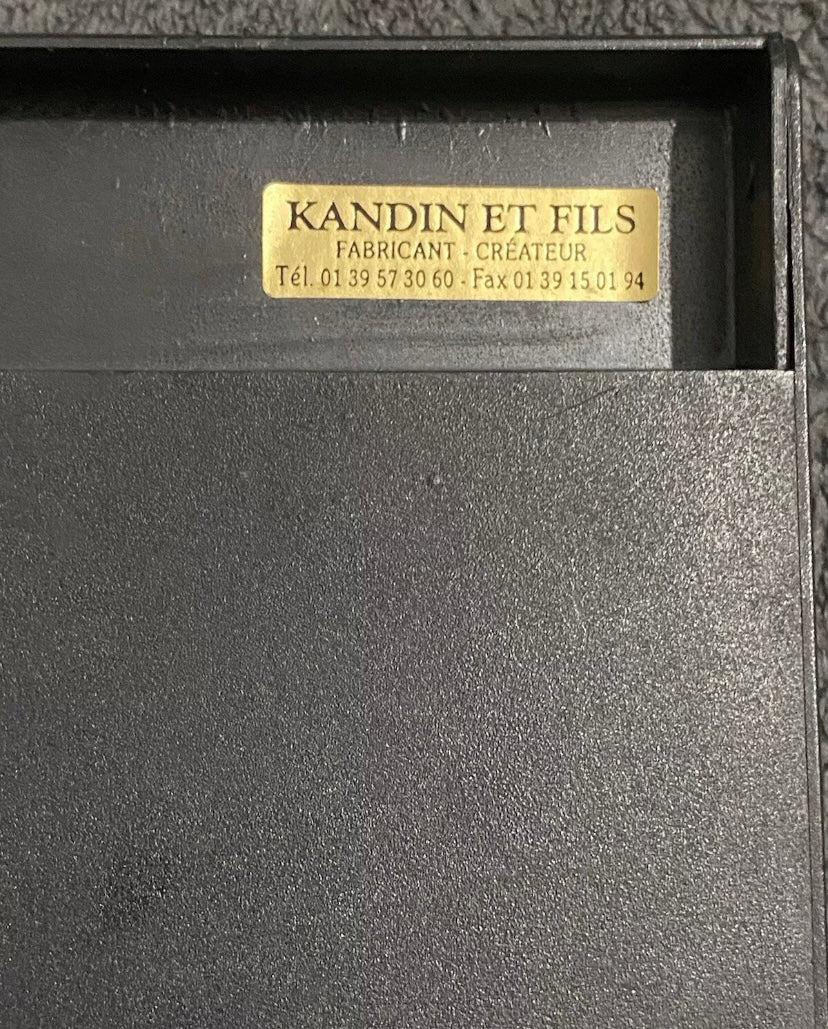 KANDIN ET FILS
FABRICANT - CRÉATEUR
Tél. 01 39 57 30 60 - Fax 01 39 15 01 94